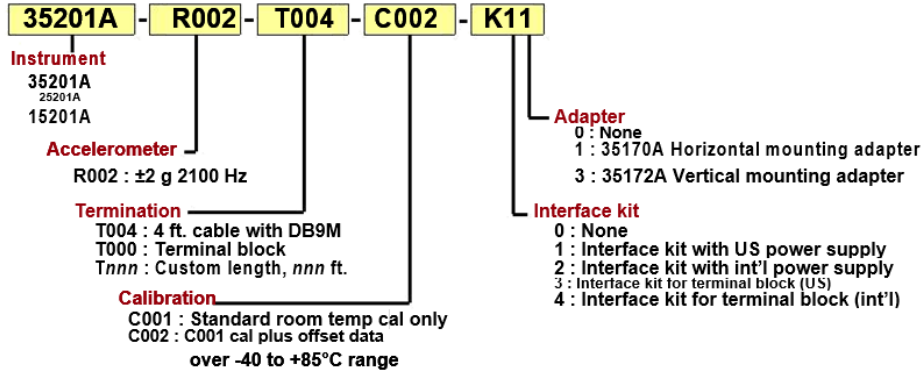 35201A - R002 - T004 - C002 - K11
Instrument
35201A
25201A
15201A
Adapter
0 : None
1 : 35170A Horizontal mounting adapter
3 : 35172A Vertical mounting adapter
Accelerometer
R002 : ±2 g 2100 Hz
Termination
T004 : 4 ft. cable with DB9M
T000 : Terminal block
Tnnn : Custom length, nnn ft.
Interface kit
0 : None
1 : Interface kit with US power supply
2 : Interface kit with int'l power supply
3 : Interface kit for terminal block (US)
4 : Interface kit for terminal block (int'l)
Calibration
C001 : Standard room temp cal only
C002 : C001 cal plus offset data
over -40 to +85°C range